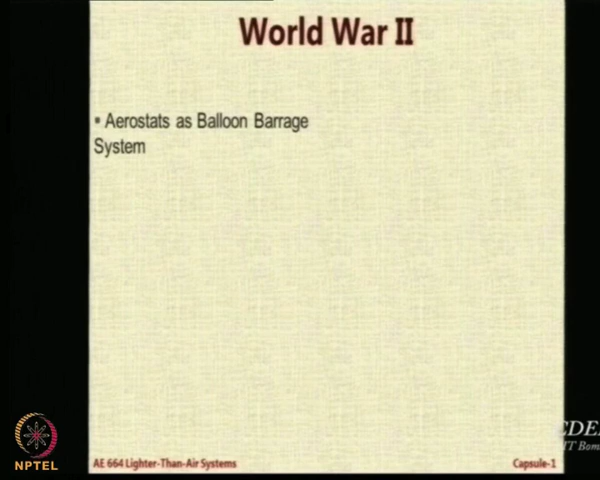 World War II
• Aerostats as Balloon Barrage
System
NPTEL
AE 664 Lighter-Than-Air Systems
Capsule-1